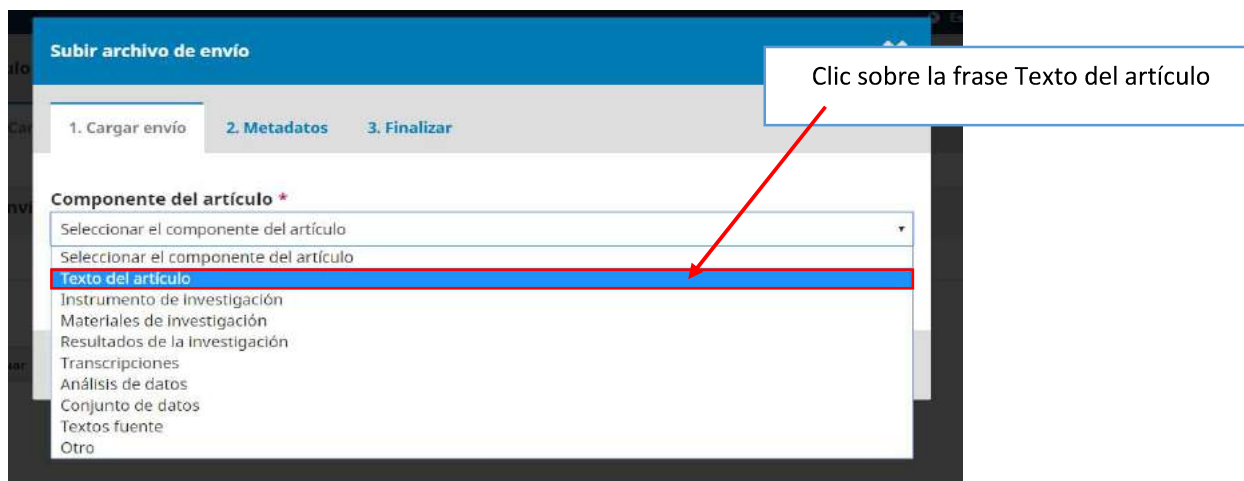 Subir archivo de envío
Clic sobre la frase Texto del artículo
1. Cargar envío
2. Metadatos
3. Finalizar
Componente del artículo *
Seleccionar el componente del artículo
Seleccionar el componente del artículo
Texto del artículo
Instrumento de investigación
Materiales de investigación
Resultados de la investigación
Transcripciones
Análisis de datos
Conjunto de datos
Textos fuente
Otro